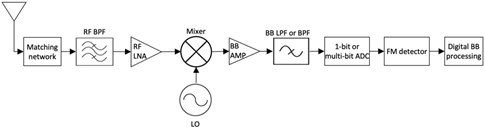 RF BPF
Mixer
BB LPF or BPF
Matching
network
RF
LNA
BB
AMP
1-bit or
multi-bit ADC
FM detector
Digital BB
processing
LO